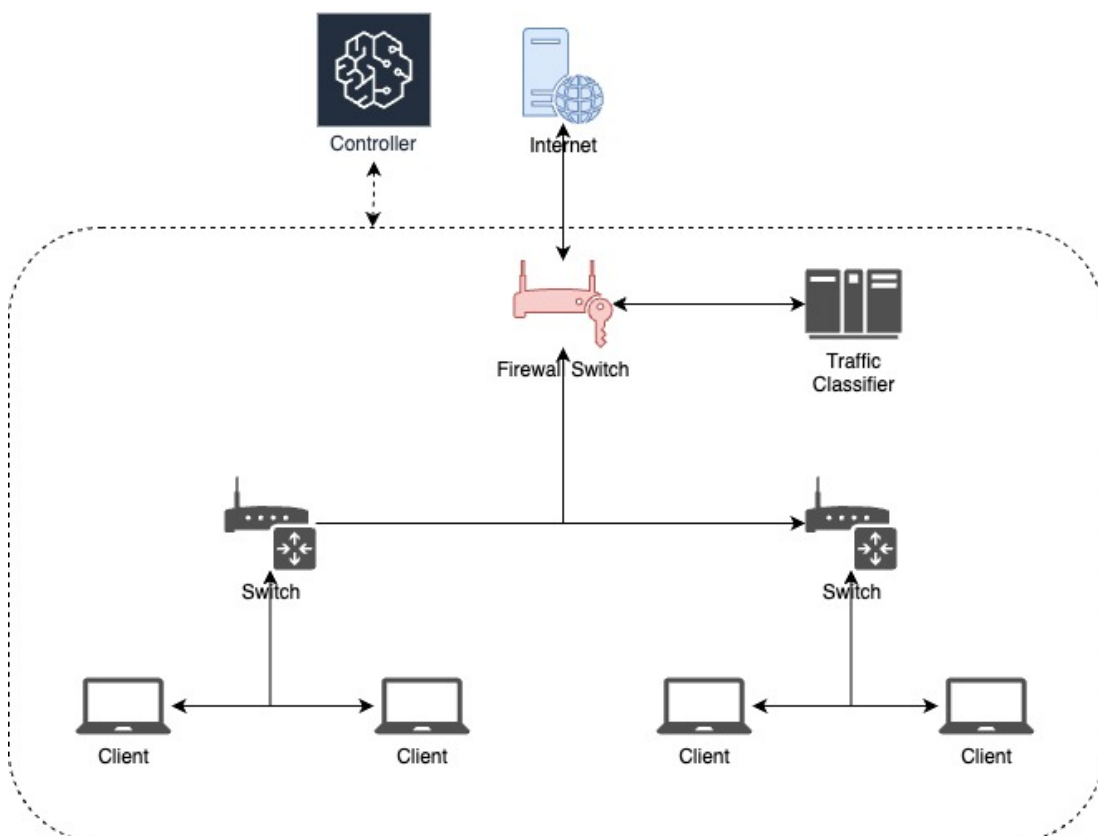 Controller
Internet
Firewall Switch
Traffic
Classifier
Switch
Switch
Client
Client
Client
Client